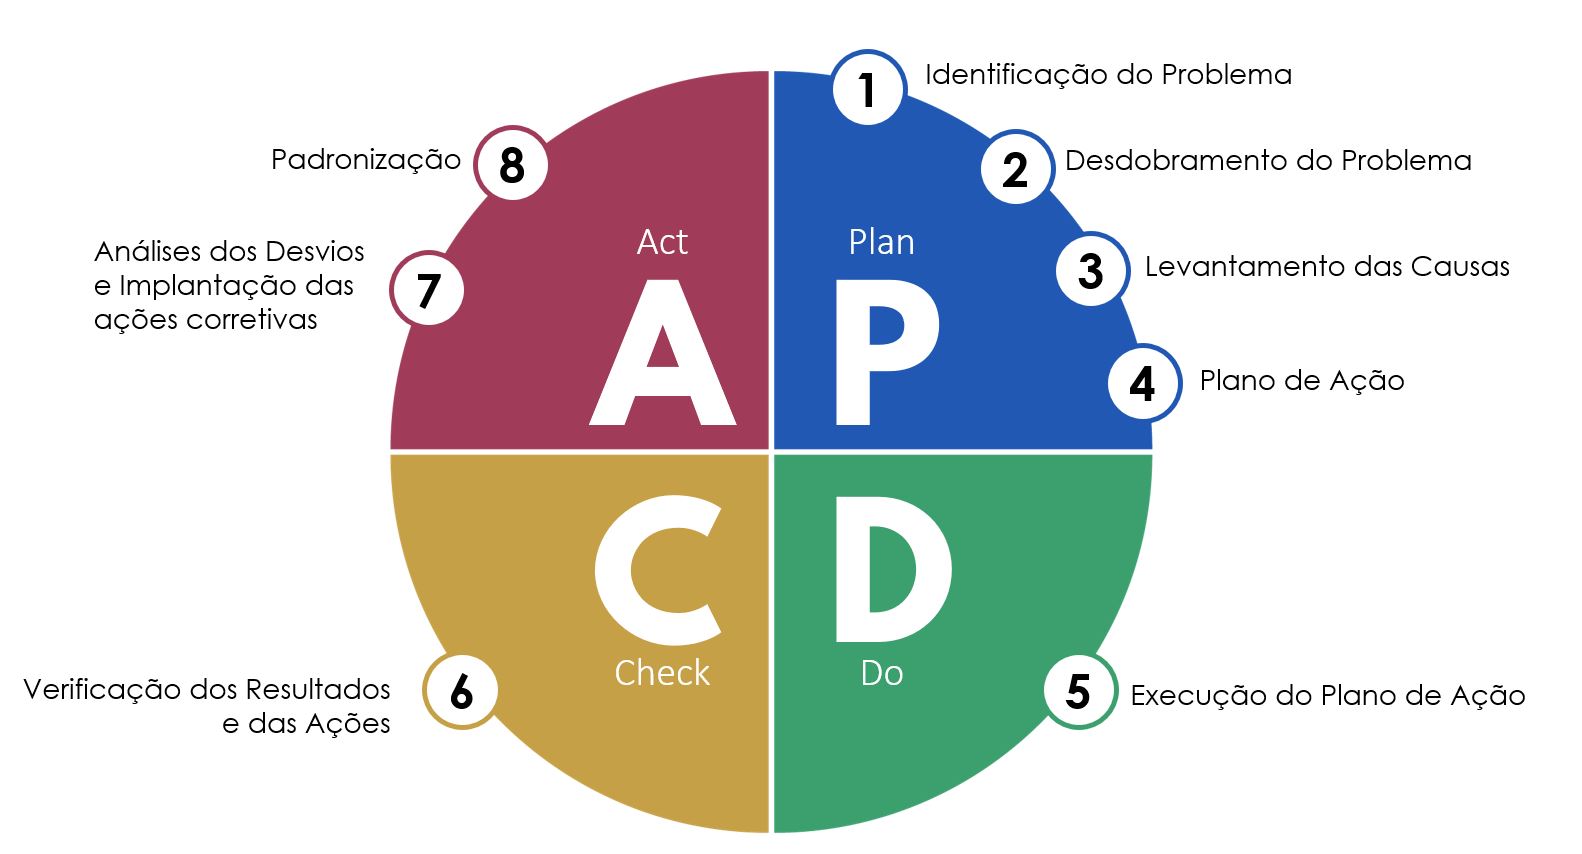 1
Identificação do Problema
2
Desdobramento do Problema
3
Levantamento das Causas
4
Plano de Ação
Plan
P
D
Do
5
Execução do Plano de Ação
C
Check
6
Verificação dos Resultados
e das Ações
Act
A
7
Análises dos Desvios
e Implantação das
ações corretivas
8
Padronização